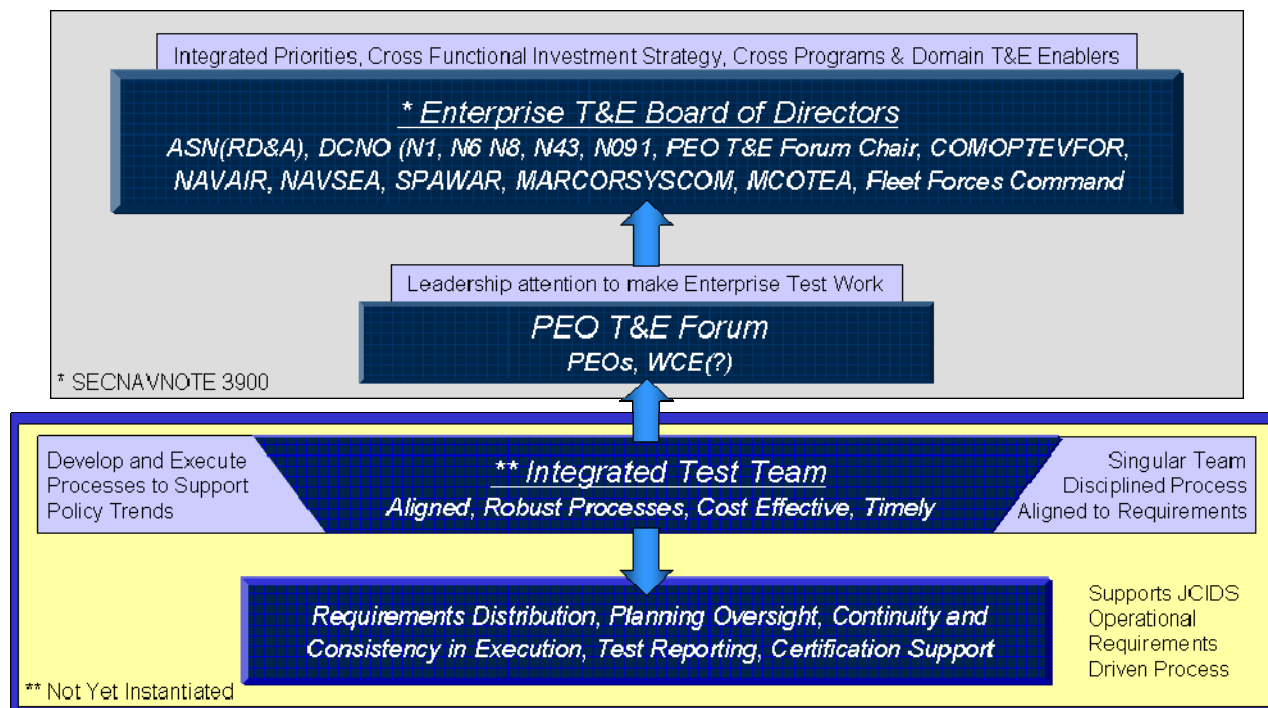 Integrated Priorities, Cross Functional Investment Strategy, Cross Programs & Domain T&E Enablers
* Enterprise T&E Board of Directors
ASN(RD&A), DCNO (N1, N6 N8, N43, N091, PEO T&E Forum Chair, COMOPTEVFOR,
NAVAIR, NAVSEA, SPAWAR, MARCORSYSCOM, MCOTEA, Fleet Forces Command
Leadership attention to make Enterprise Test Work
PEO T&E Forum
PEOs, WCE(?)
* SECNAVNOTE 3900
Develop and Execute
Processes to Support
Policy Trends
** Integrated Test Team
Aligned, Robust Processes, Cost Effective, Timely
Singular Team
Disciplined Process
Aligned to Requirements
Requirements Distribution, Planning Oversight, Continuity and
Consistency in Execution, Test Reporting, Certification Support
Supports JCIDS
Operational
Requirements
Driven Process
** Not Yet Instantiated